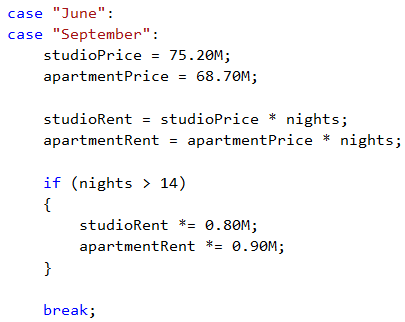 case "June":
case "September":
studioPrice = 75.20M;
apartmentPrice = 68.70M;
studioRent = studioPrice * nights;
apartmentRent = apartmentPrice * nights;
if (nights > 14)
{
studioRent *= 0.80M;
apartmentRent *= 0.90M;
}
break;